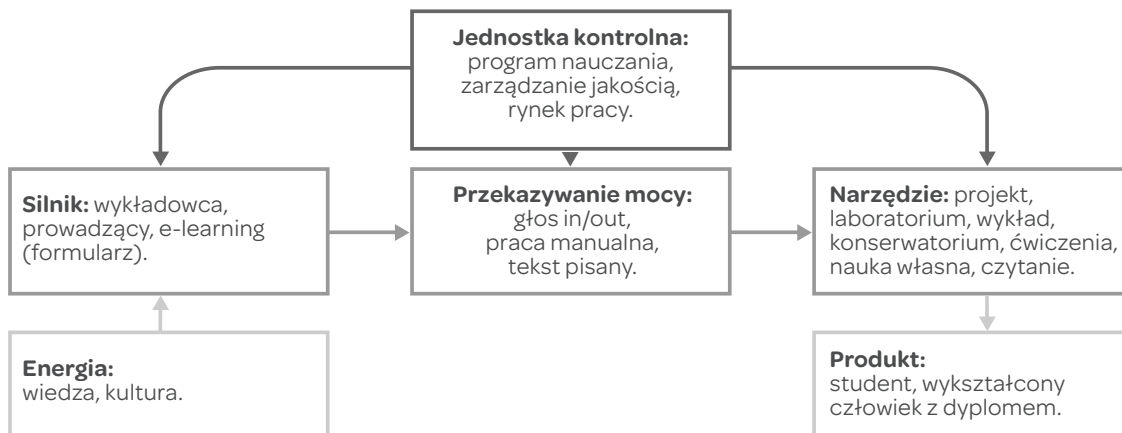 Jednostka kontrolna:
program nauczania,
zarządzanie jakością,
rynek pracy.
Silnik: wykładowca,
prowadzący, e-learning
(formularz).
Przekazywanie mocy:
głos in/out,
praca manualna,
tekst pisany.
Narzędzie: projekt,
laboratorium, wykład,
konserwatorium, ćwiczenia,
nauka własna, czytanie.
Energia:
wiedza, kultura.
Produkt:
student, wykształcony
człowiek z dyplomem.